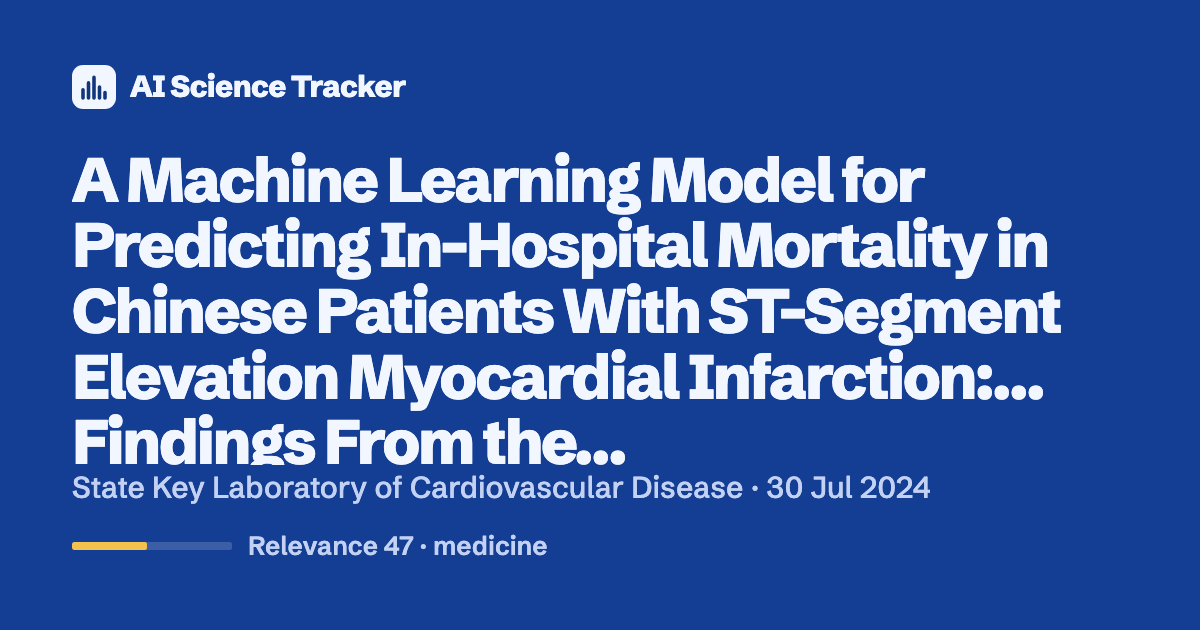 AI Science Tracker
A Machine Learning Model for
Predicting In-Hospital Mortality in
Chinese Patients With ST-Segment
Elevation Myocardial Infarction:...
Findings From the...
State Key Laboratory of Cardiovascular Disease · 30 Jul 2024
Relevance 47 · medicine